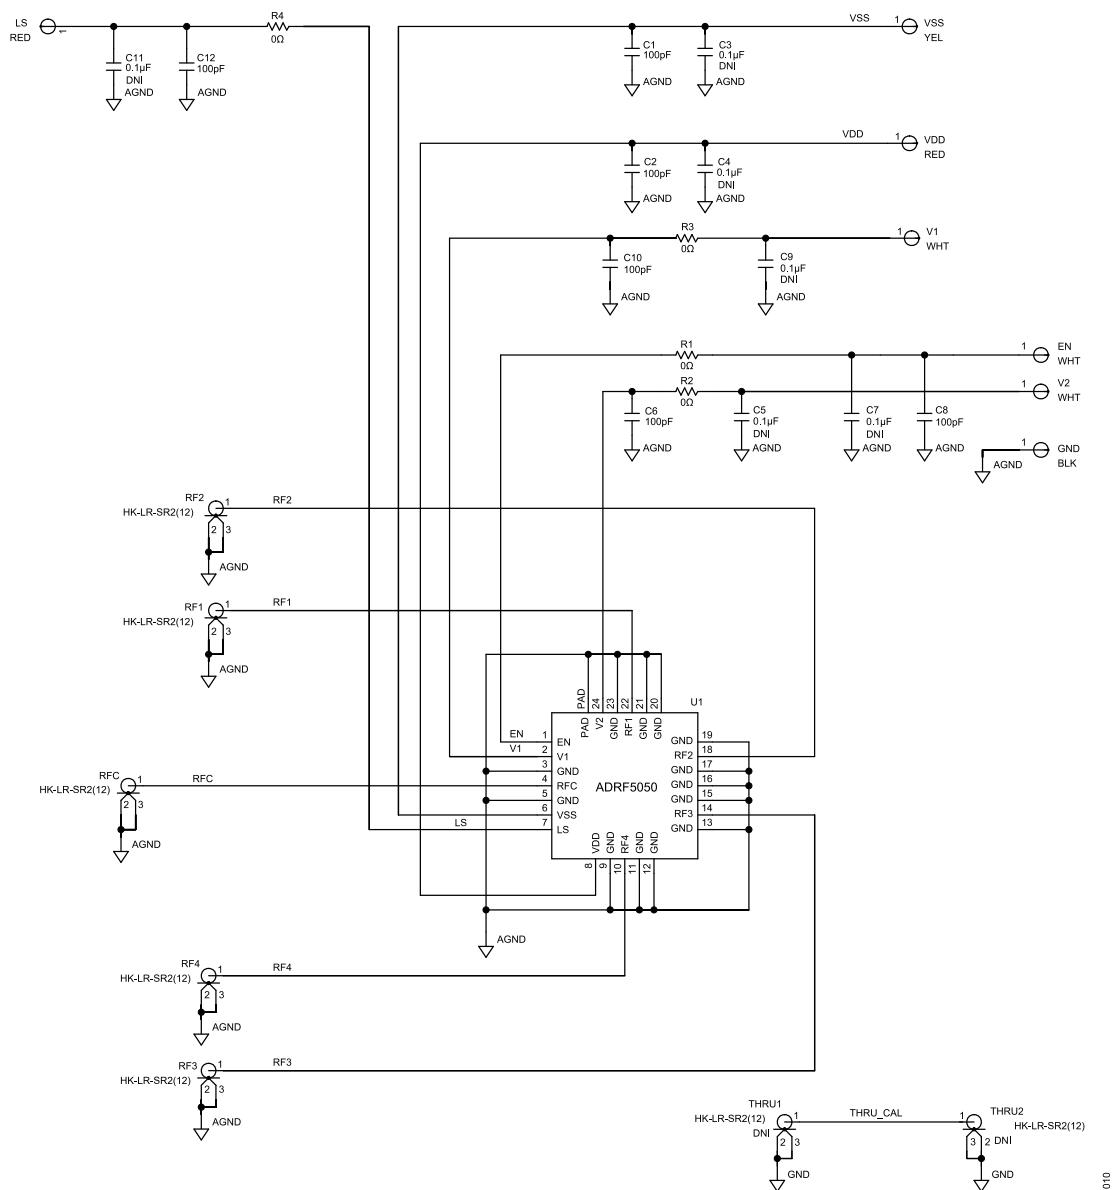 LS
RED
1
R4
0Ω
C11
0.1µF
DNI
AGND
C12
100pF
AGND
VSS
1
VSS
YEL
C1
100pF
AGND
C3
0.1µF
DNI
AGND
VDD
1
VDD
RED
C2
100pF
AGND
C4
0.1µF
DNI
AGND
R3
0Ω
1
V1
WHT
C10
100pF
AGND
C9
0.1µF
DNI
AGND
R1
0Ω
1
EN
WHT
R2
0Ω
1
V2
WHT
C6
100pF
AGND
C5
0.1µF
DNI
AGND
C7
0.1µF
DNI
AGND
C8
100pF
AGND
1
GND
BLK
AGND
RF2
HK-LR-SR2(12)
1
2
3
AGND
RF2
RF1
HK-LR-SR2(12)
1
2
3
AGND
RF1
U1
PAD
24
23
22
21
20
PAD
V2
GND
RF1
GND
GND
EN
1
EN
V1
2
V1
3
GND
4
RFC
5
GND
6
VSS
LS
7
LS
ADRF5050
GND
19
RF2
18
GND
17
GND
16
GND
15
RF3
14
GND
13
VDD
GND
RF4
GND
GND
8
9
10
11
12
AGND
RFC
HK-LR-SR2(12)
1
2
3
AGND
RFC
RF4
HK-LR-SR2(12)
1
2
3
AGND
RF4
RF3
HK-LR-SR2(12)
1
2
3
AGND
RF3
THRU1
HK-LR-SR2(12)
DNI
1
2
3
GND
THRU_CAL
1
THRU2
HK-LR-SR2(12)
3
2
DNI
GND
010